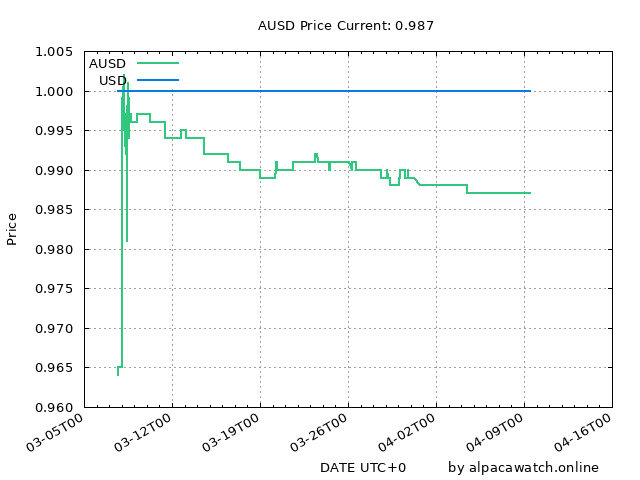 AUSD Price Current: 0.987
AUSD
USD
1.005
1.000
0.995
0.990
0.985
0.980
0.975
0.970
0.965
0.960
Price
03-05T00
03-12T00
03-19T00
03-26T00
04-02T00
04-09T00
04-16T00
DATE UTC+0
by alpacawatch.online